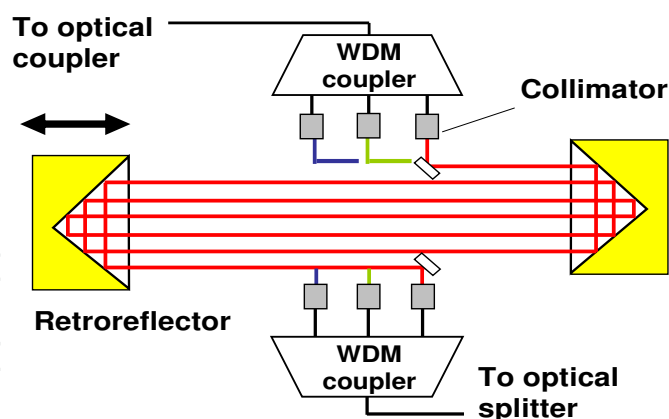 To optical
coupler
WDM
coupler
Collimator
Retroreflector
WDM
coupler
To optical
splitter